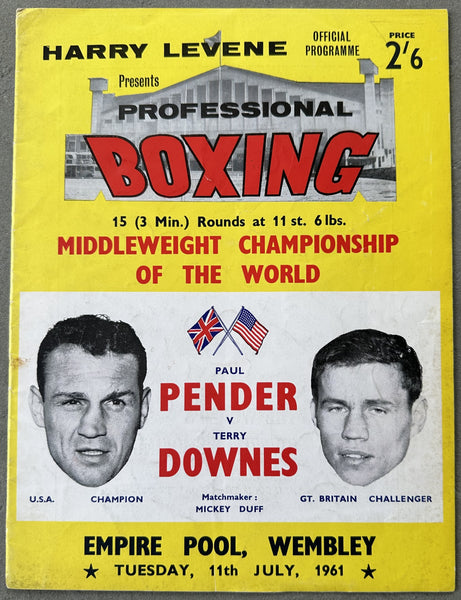 HARRY LEVENE
OFFICIAL
PROGRAMME
PRICE
2'/6
Presents
PROFESSIONAL
BOXING
15 (3 Min.) Rounds at 11 st. 6 lbs.
MIDDLEWEIGHT CHAMPIONSHIP
OF THE WORLD
PAUL
PENDER
V
TERRY
DOWNES
U.S.A. CHAMPION
Matchmaker :
MICKEY DUFF
GT. BRITAIN CHALLENGER
EMPIRE POOL, WEMBLEY
★ TUESDAY, 11th JULY, 1961 ★